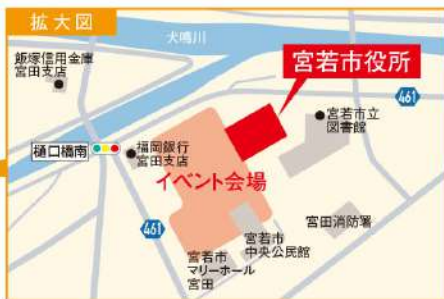 拡大図
犬鳴川
飯塚信用金庫
宮田支店
宮若市役所
461
宮若市立
図書館
樋口橋南
福岡銀行
宮田支店
イベント会場
461
宮田消防署
宮若市
中央公民館
宮若市
マリーホール
宮田